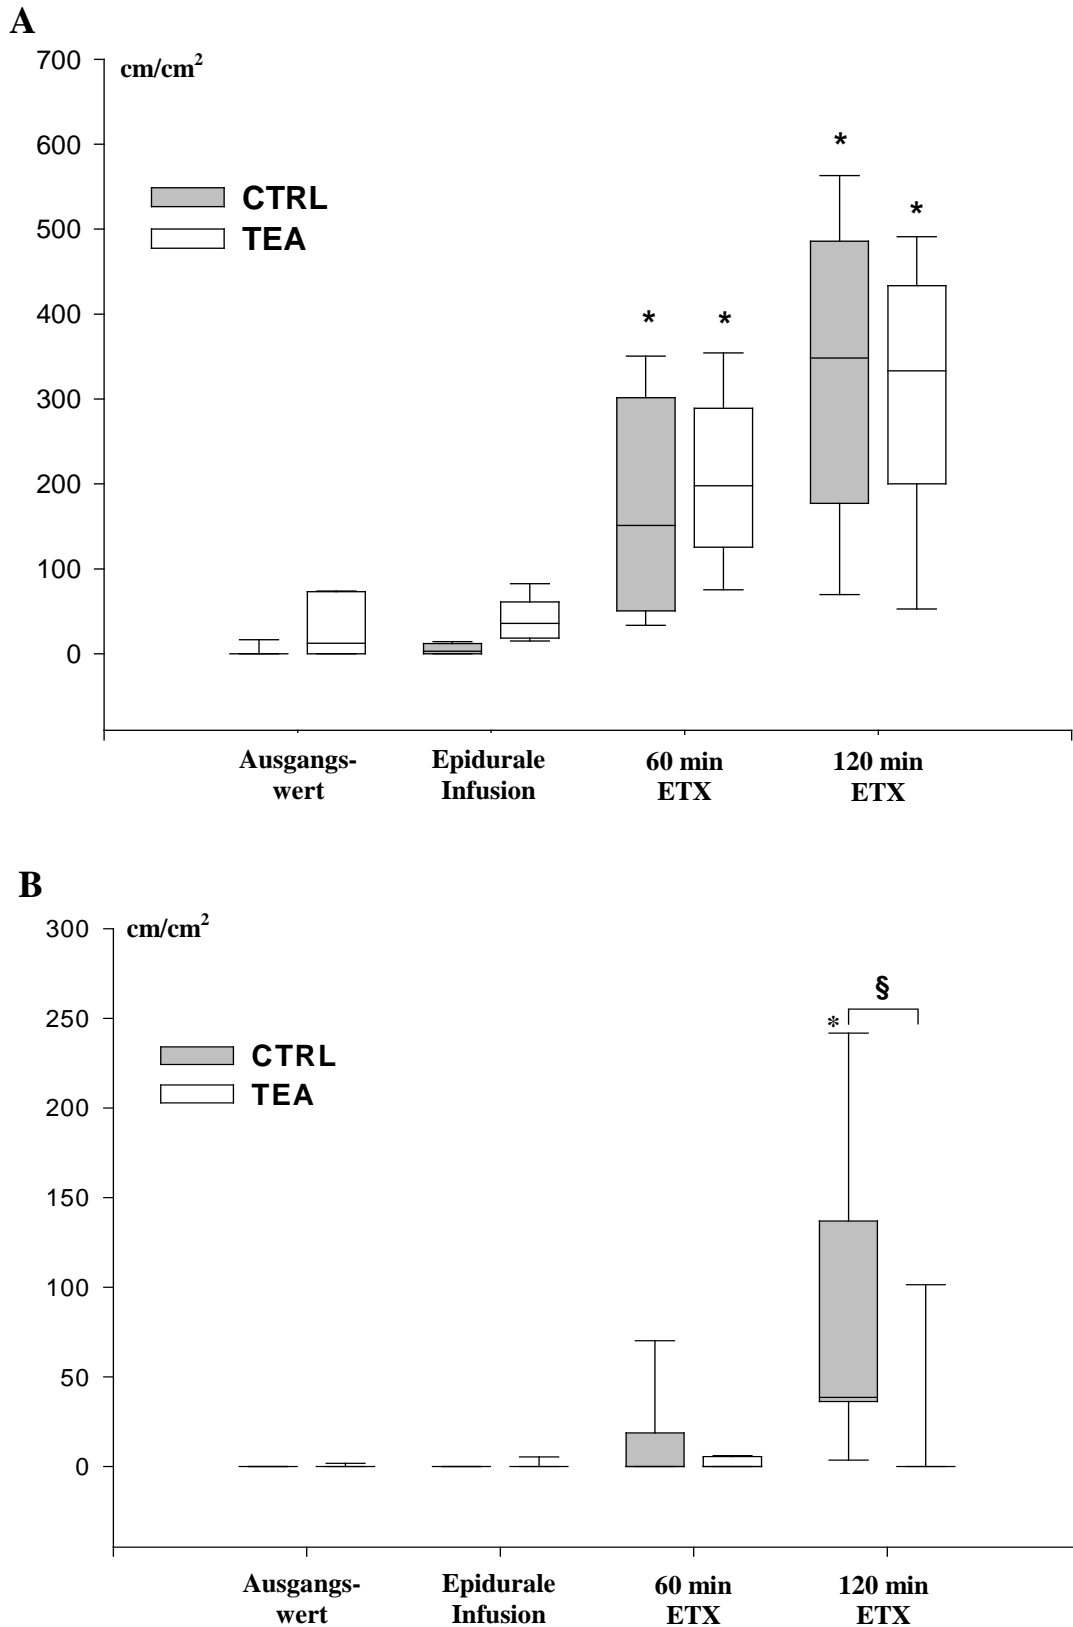 A
cm/cm²
700
600
500
400
300
200
100
0
CTRL
TEA
*
*
*
*
Ausgangs-
wert
Epidurale
Infusion
60 min
ETX
120 min
ETX
B
cm/cm²
300
250
200
150
100
50
0
CTRL
TEA
§
*
Ausgangs-
wert
Epidurale
Infusion
60 min
ETX
120 min
ETX